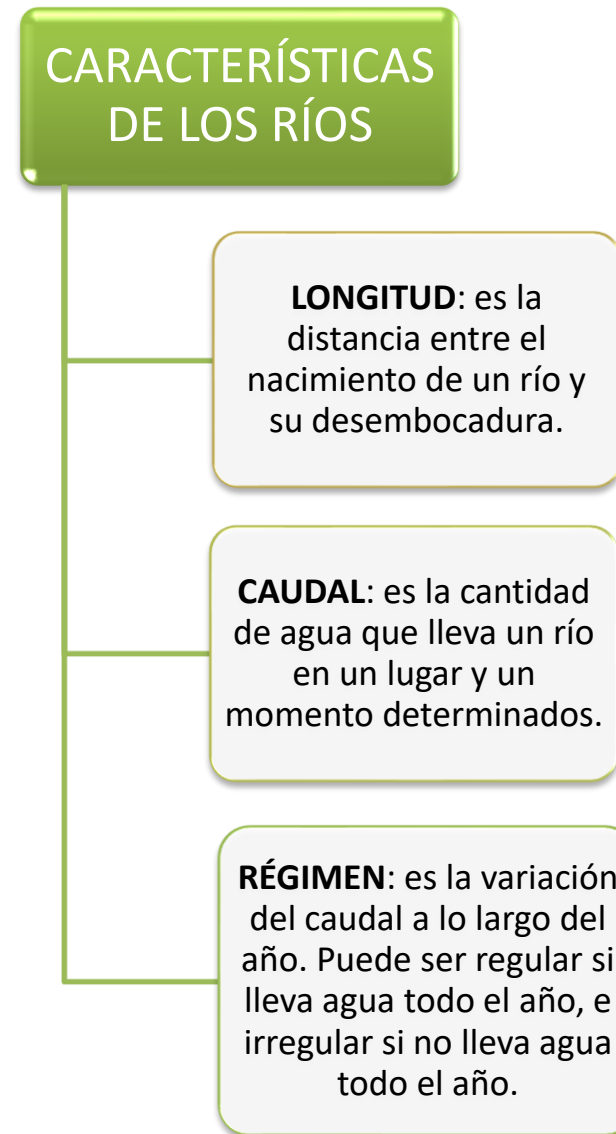 CARACTERÍSTICAS
DE LOS RÍOS
LONGITUD: es la
distancia entre el
nacimiento de un río y
su desembocadura.
CAUDAL: es la cantidad
de agua que lleva un río
en un lugar y un
momento determinados.
RÉGIMEN: es la variación
del caudal a lo largo del
año. Puede ser regular si
lleva agua todo el año, e
irregular si no lleva agua
todo el año.